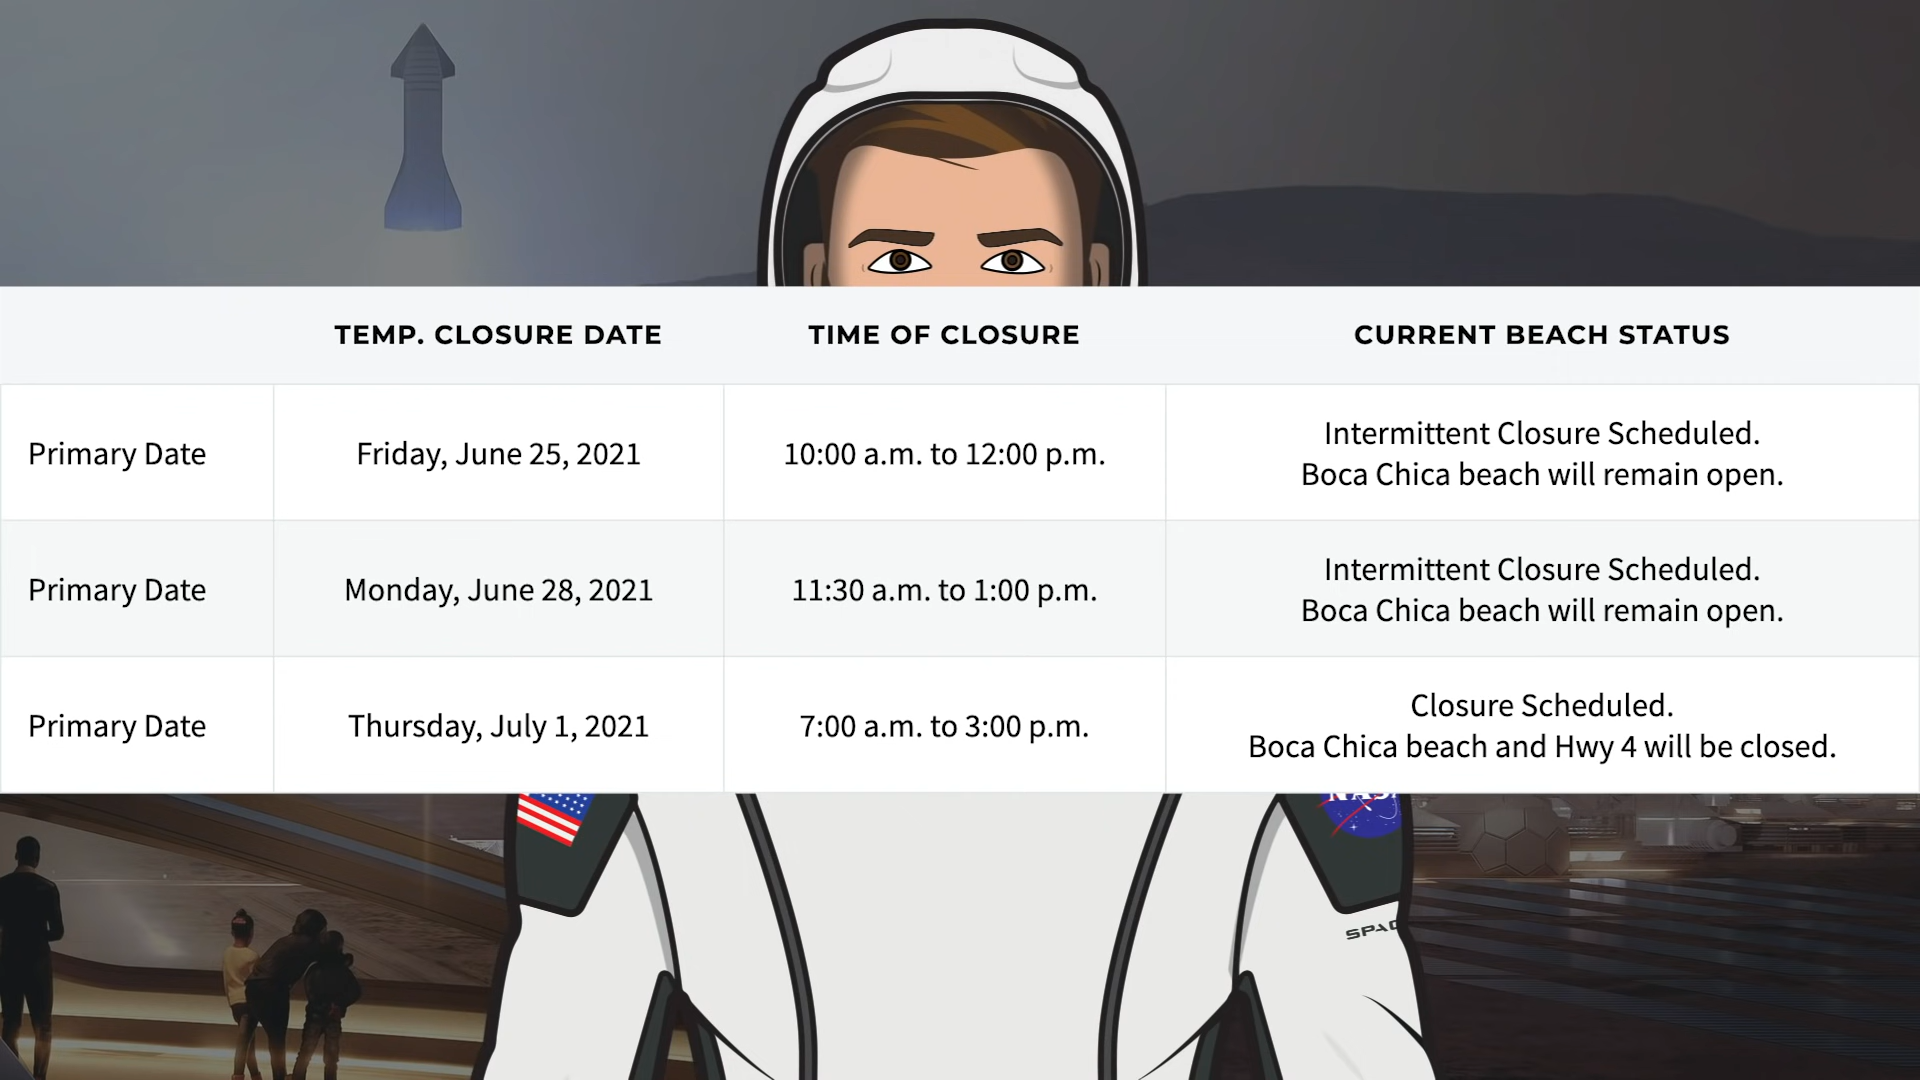 TEMP. CLOSURE DATE TIME OF CLOSURE CURRENT BEACH STATUS
Primary Date Friday, June 25, 2021 10:00 a.m. to 12:00 p.m. Intermittent Closure Scheduled.
Boca Chica beach will remain open.
Primary Date Monday, June 28, 2021 11:30 a.m. to 1:00 p.m. Intermittent Closure Scheduled.
Boca Chica beach will remain open.
Primary Date Thursday, July 1, 2021 7:00 a.m. to 3:00 p.m. Closure Scheduled.
Boca Chica beach and Hwy 4 will be closed.